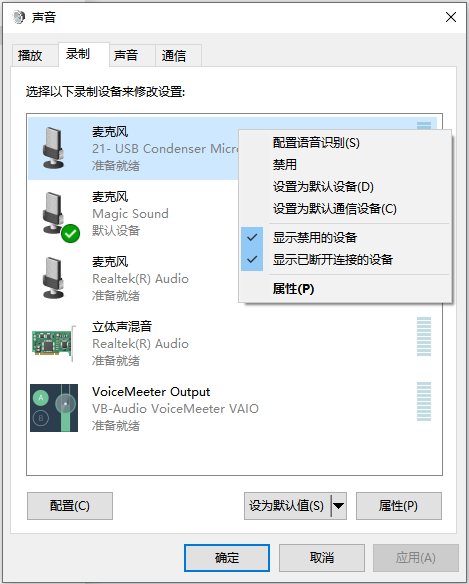 声音
播放
录制
声音
通信
选择以下录制设备来修改设置:
麦克风
21- USB Condenser Micr
准备就绪
麦克风
Magic Sound
默认设备
麦克风
Realtek(R) Audio
准备就绪
立体声混音
Realtek(R) Audio
准备就绪
VoiceMeeter Output
VB-Audio VoiceMeeter VAIO
准备就绪
配置语音识别(S)
禁用
设置为默认设备(D)
设置为默认通信设备(C)
显示禁用的设备
显示已断开连接的设备
属性(P)
配置(C)
设为默认值(S)
属性(P)
确定
取消
应用(A)